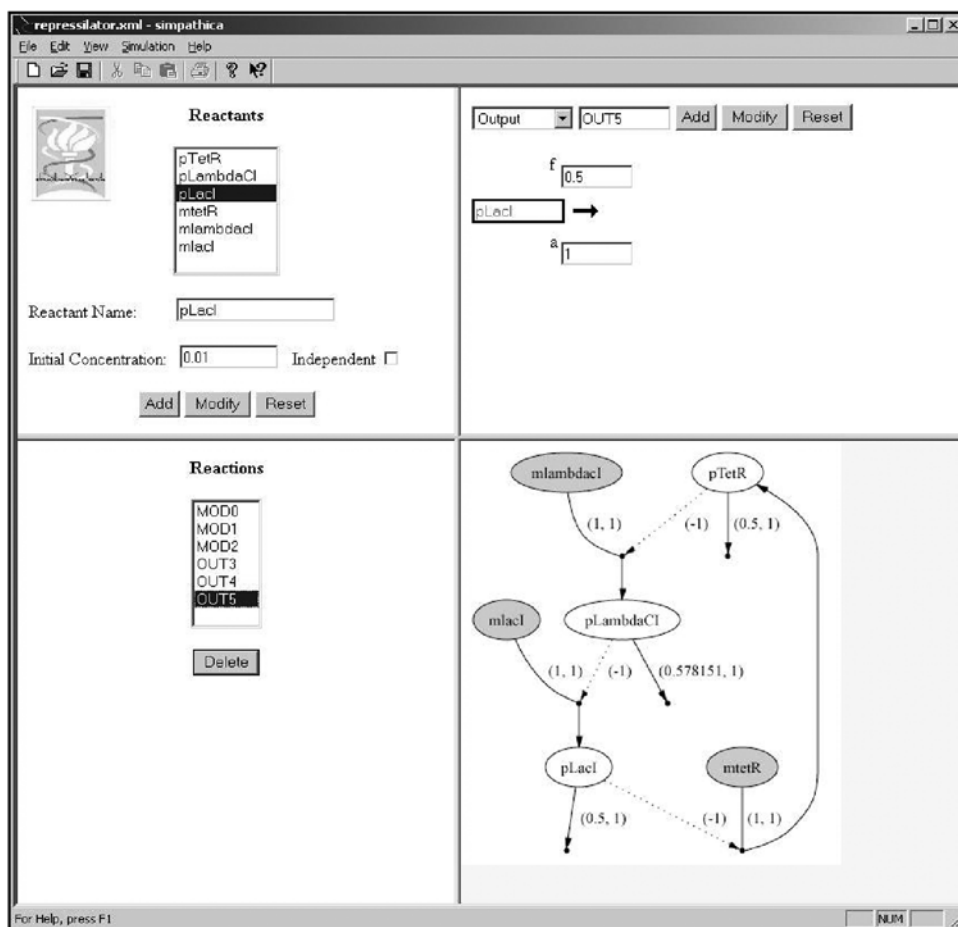 repressilator.xml - simpathica
File Edit View Simulation Help
Reactants
pTetR
pLambdaCI
pLacI
mtetR
mlambdacI
mlacI
Reactant Name: pLacI
Initial Concentration: 0.01 Independent
Add Modify Reset
Output OUT5 Add Modify Reset
f 0.5
pLacI
a 1
Reactions
MOD0
MOD1
MOD2
OUT3
OUT4
OUT5
Delete
mlambdacI pTetR
(1, 1) (-1) (0.5, 1)
mlacI pLambdaCI
(1, 1) (-1) (0.578151, 1)
pLacI mtetR
(0.5, 1) (-1) (1, 1)
For Help, press F1 NUM